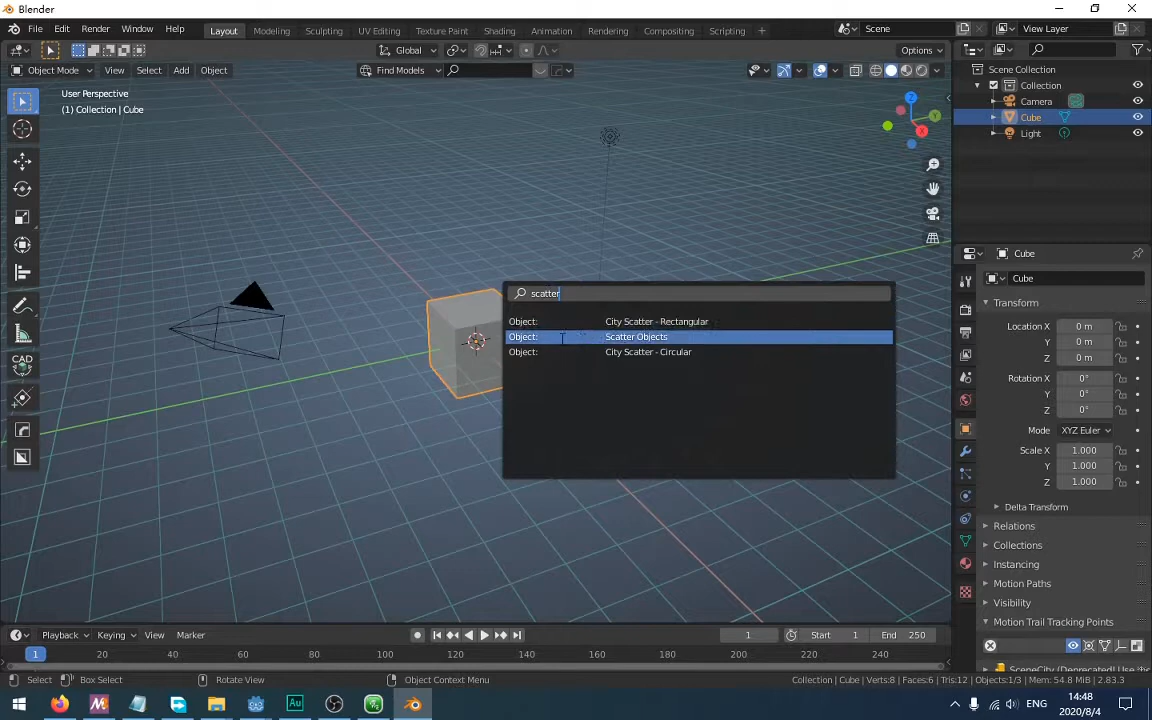 Blender
File Edit Render Window Help
Layout Modeling Sculpting UV Editing Texture Paint Shading Animation Rendering Compositing Scripting +
Scene
View Layer
Global
Options
Object Mode View Select Add Object
Find Models
User Perspective
(1) Collection | Cube
Z
Y
X
CAD
scatter
Object: City Scatter - Rectangular
Object: Scatter Objects
Object: City Scatter - Circular
Scene Collection
Collection
Camera
Cube
Light
Cube
Cube
Transform
Location X 0 m
Y 0 m
Z 0 m
Rotation X 0°
Y 0°
Z 0°
Mode XYZ Euler
Scale X 1.000
Y 1.000
Z 1.000
Delta Transform
Relations
Collections
Instancing
Motion Paths
Visibility
Motion Trail Tracking Points
Playback Keying View Marker
1
Start 1
End 250
1 20 40 60 80 100 120 140 160 180 200 220 240
Select Box Select Rotate View Object Context Menu
Collection | Cube | Verts:8 | Faces:6 | Tris:12 | Objects:1/3 | Mem: 54.8 MiB | 2.83.3
Au
ENG
14:48
2020/8/4